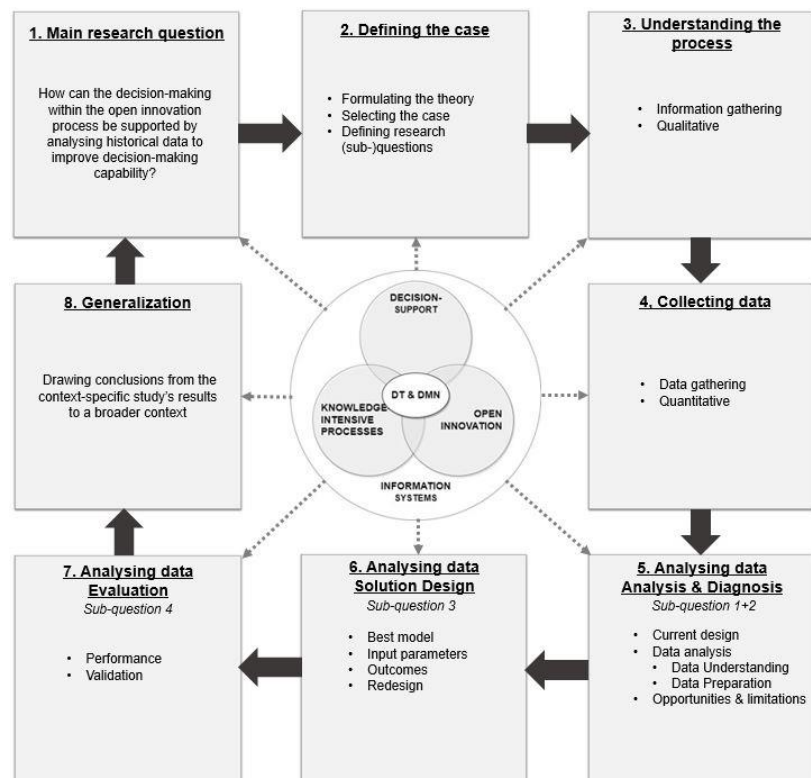 1. Main research question
How can the decision-making
within the open innovation
process be supported by
analysing historical data to
improve decision-making
capability?
2. Defining the case
• Formulating the theory
• Selecting the case
• Defining research
(sub-)questions
3. Understanding the
process
• Information gathering
• Qualitative
8. Generalization
Drawing conclusions from the
context-specific study's results
to a broader context
DECISION-
SUPPORT
DT & DMN
KNOWLEDGE-
INTENSIVE
PROCESSES
OPEN
INNOVATION
INFORMATION
SYSTEMS
4, Collecting data
• Data gathering
• Quantitative
7. Analysing data
Evaluation
Sub-question 4
• Performance
• Validation
6. Analysing data
Solution Design
Sub-question 3
• Best model
• Input parameters
• Outcomes
• Redesign
5. Analysing data
Analysis & Diagnosis
Sub-question 1+2
• Current design
• Data analysis
• Data Understanding
• Data Preparation
• Opportunities & limitations